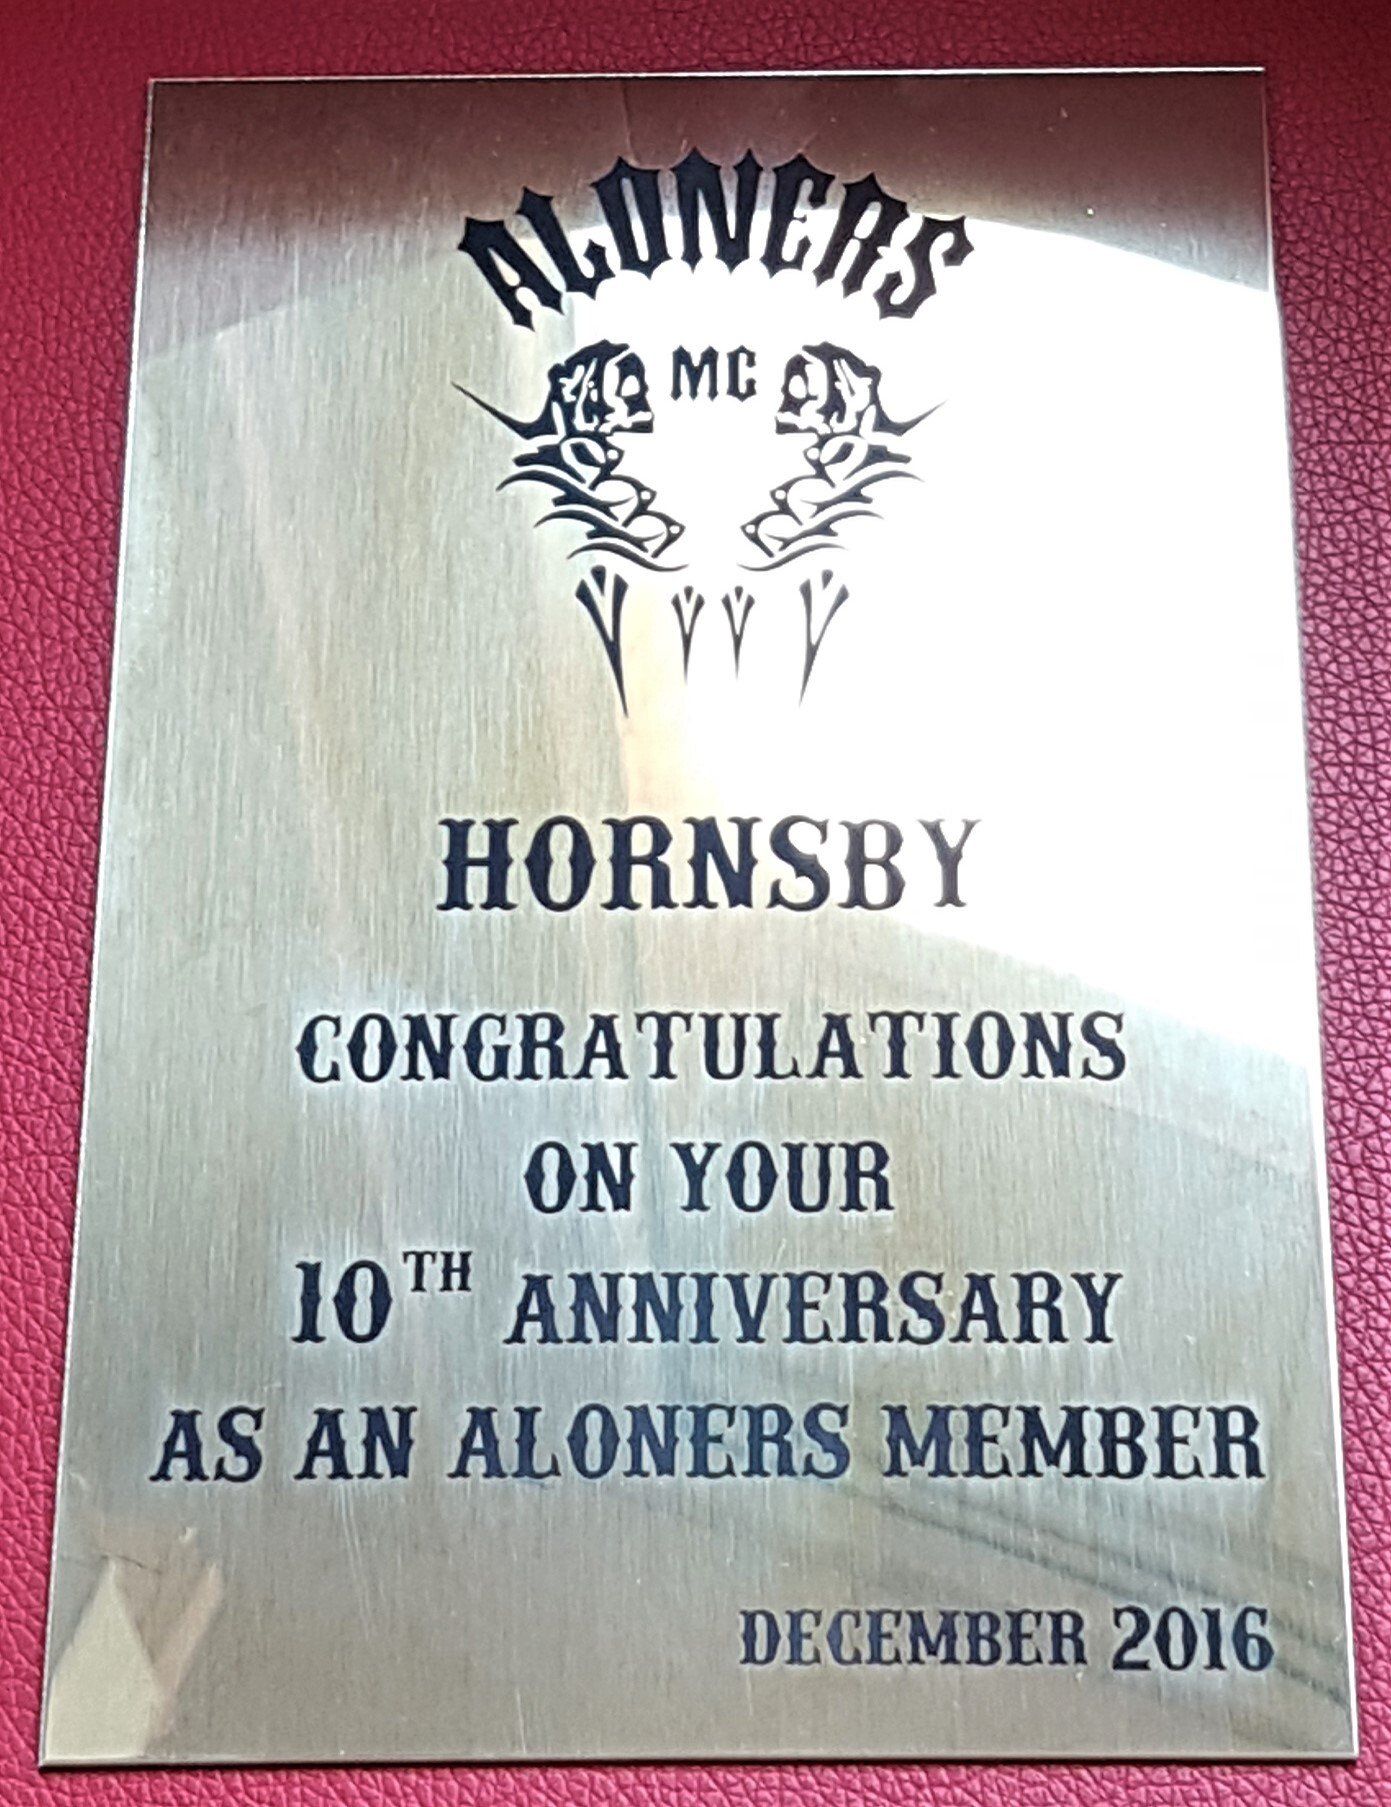 ALONERS
MC
HORNSBY
CONGRATULATIONS
ON YOUR
10TH ANNIVERSARY
AS AN ALONERS MEMBER
DECEMBER 2016